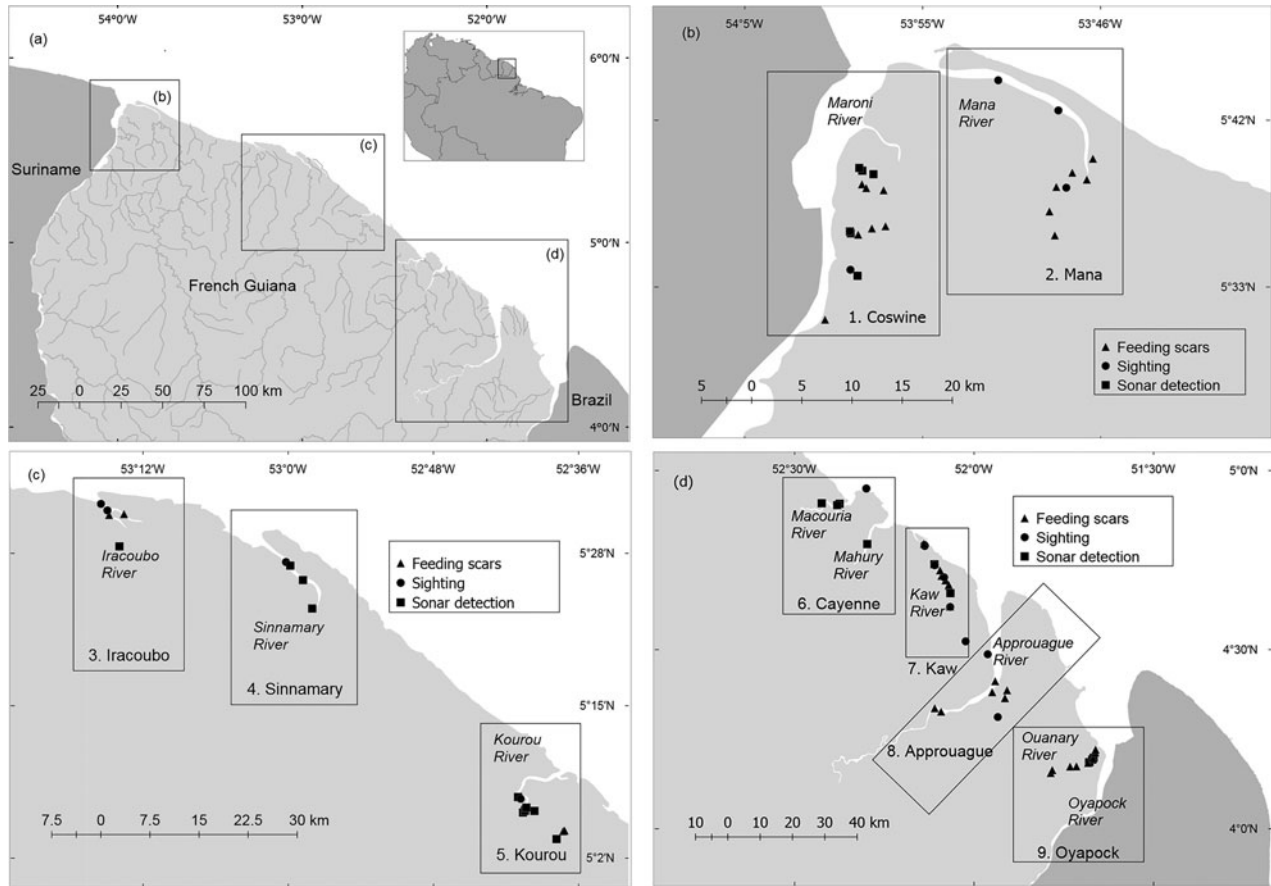 54°0'W 53°0'W 52°0'W
(a)
6°0'N
(b)
(c)
Suriname
5°0'N
(d)
French Guiana
25 0 25 50 75 100 km
Brazil
4°0'N
54°5'W 53°55'W 53°46'W
(b)
Maroni
River
Mana
River
5°42'N
2. Mana
5°33'N
1. Coswine
Feeding scars
Sighting
Sonar detection
5 0 5 10 15 20 km
(c)
53°12'W 53°0'W 52°48'W 52°36'W
Iracoubo
River
5°28'N
Feeding scars
Sighting
Sonar detection
Sinnamary
River
3. Iracoubo
4. Sinnamary
5°15'N
Kourou
River
7.5 0 7.5 15 22.5 30 km
5. Kourou
5°2'N
(d)
52°30'W 52°0'W 51°30'W 5°0'N
Macouria
River
Mahury
River
Feeding scars
Sighting
Sonar detection
6. Cayenne
Kaw
River
7. Kaw
Approuague
River
4°30'N
8. Approuague
Ouanary
River
Oyapock
River
10 0 10 20 30 40 km
9. Oyapock
4°0'N